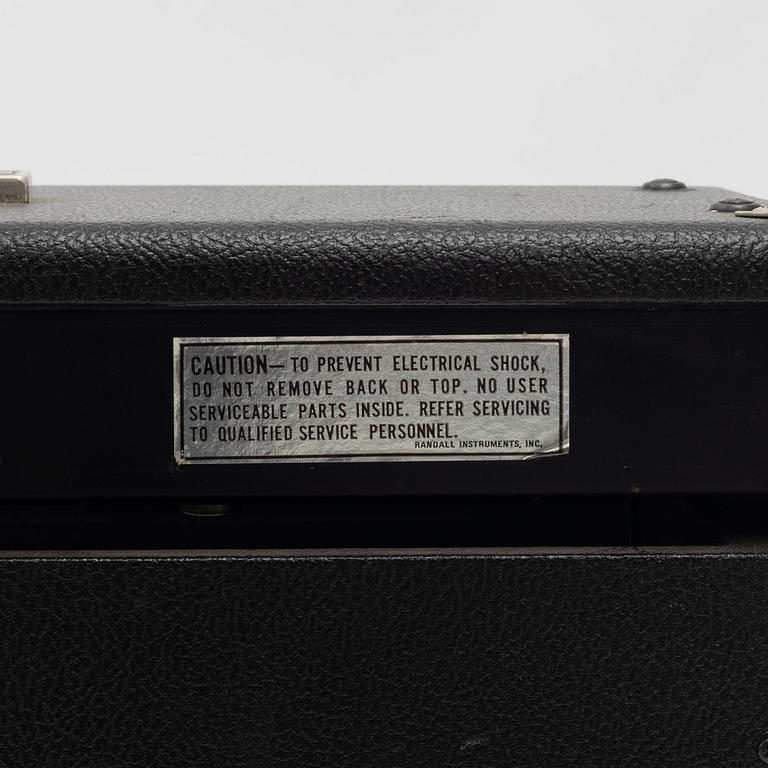 CAUTION— TO PREVENT ELECTRICAL SHOCK,
DO NOT REMOVE BACK OR TOP. NO USER
SERVICEABLE PARTS INSIDE. REFER SERVICING
TO QUALIFIED SERVICE PERSONNEL.
RANDALL INSTRUMENTS, INC.